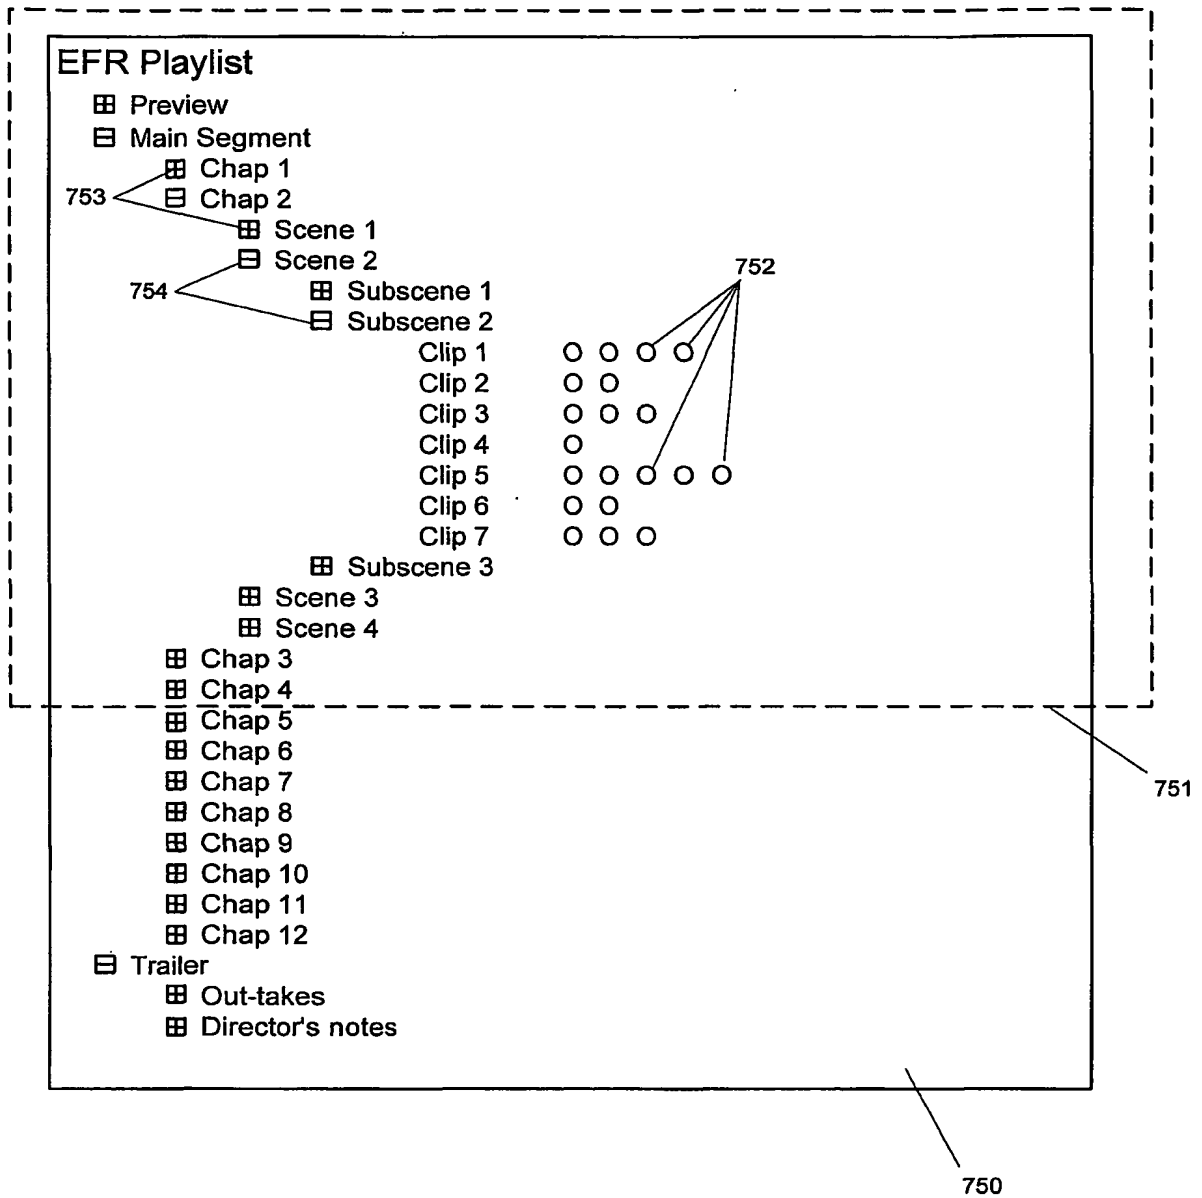 EFR Playlist
Preview
Main Segment
Chap 1
753
Chap 2
Scene 1
Scene 2
752
754
Subscene 1
Subscene 2
Clip 1
Clip 2
Clip 3
Clip 4
Clip 5
Clip 6
Clip 7
Subscene 3
Scene 3
Scene 4
Chap 3
Chap 4
Chap 5
Chap 6
Chap 7
751
Chap 8
Chap 9
Chap 10
Chap 11
Chap 12
Trailer
Out-takes
Director's notes
750